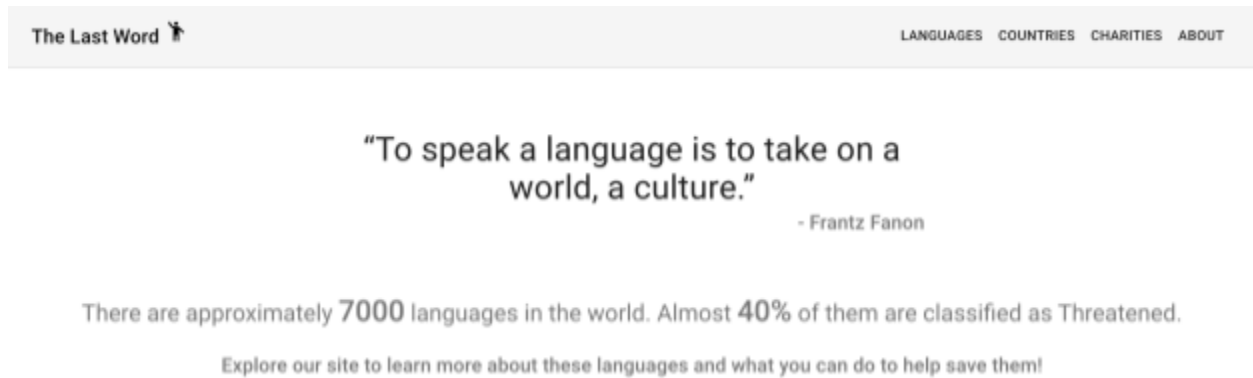 The Last Word
LANGUAGES COUNTRIES CHARITIES ABOUT
“To speak a language is to take on a
world, a culture.”
- Frantz Fanon
There are approximately 7000 languages in the world. Almost 40% of them are classified as Threatened.
Explore our site to learn more about these languages and what you can do to help save them!